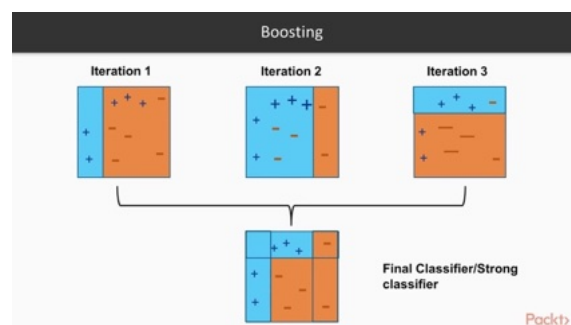 Boosting
Iteration 1
Iteration 2
Iteration 3
Final Classifier/Strong
classifier
Packt>